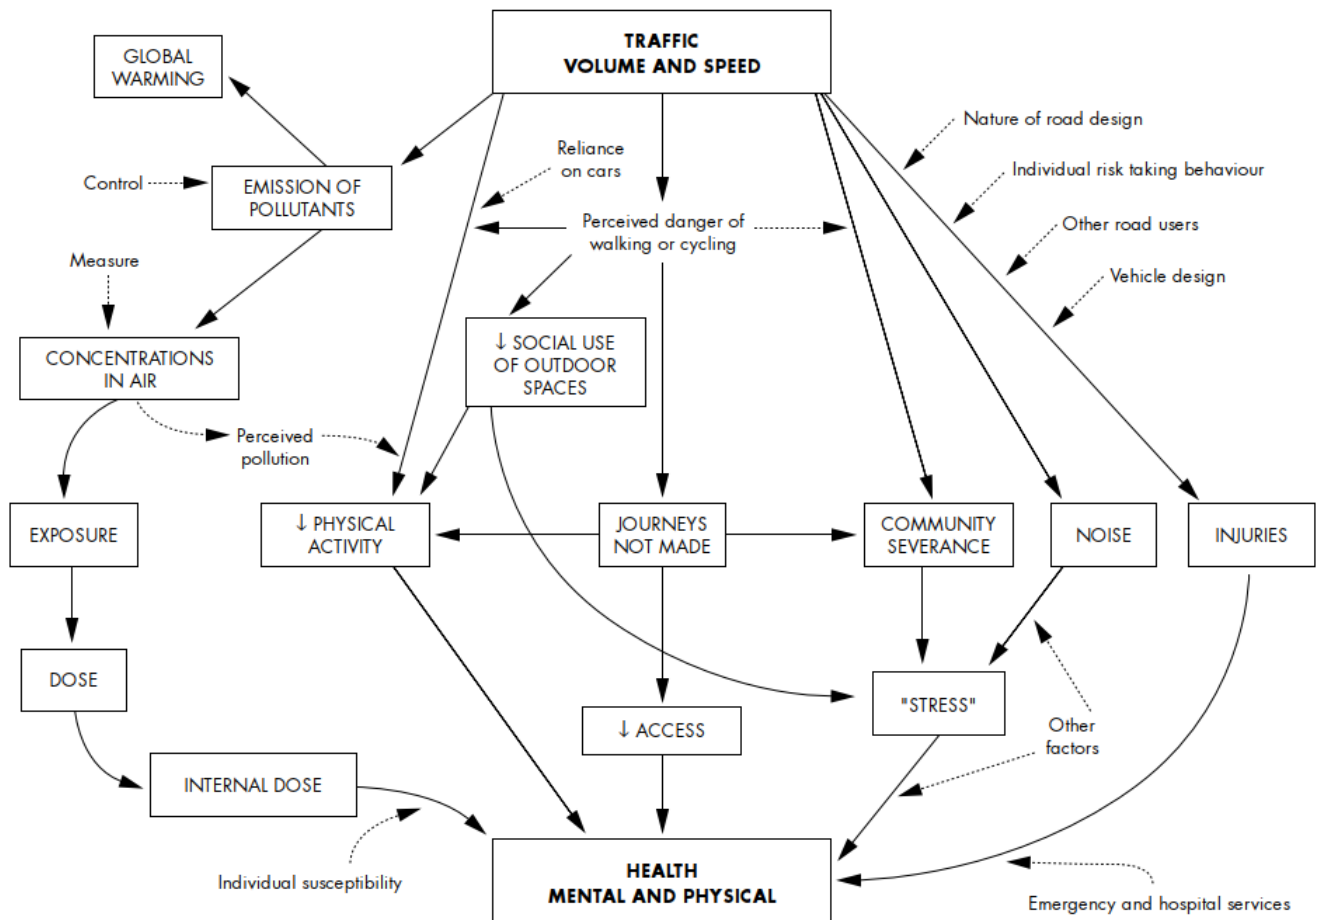 TRAFFIC
VOLUME AND SPEED
GLOBAL
WARMING
Nature of road design
Reliance
on cars
Individual risk taking behaviour
Control
EMISSION OF
POLLUTANTS
Perceived danger of
walking or cycling
Other road users
Measure
Vehicle design
↓ SOCIAL USE
OF OUTDOOR
SPACES
CONCENTRATIONS
IN AIR
Perceived
pollution
EXPOSURE
↓ PHYSICAL
ACTIVITY
JOURNEYS
NOT MADE
COMMUNITY
SEVERANCE
NOISE
INJURIES
DOSE
"STRESS"
↓ ACCESS
Other
factors
INTERNAL DOSE
HEALTH
MENTAL AND PHYSICAL
Individual susceptibility
Emergency and hospital services